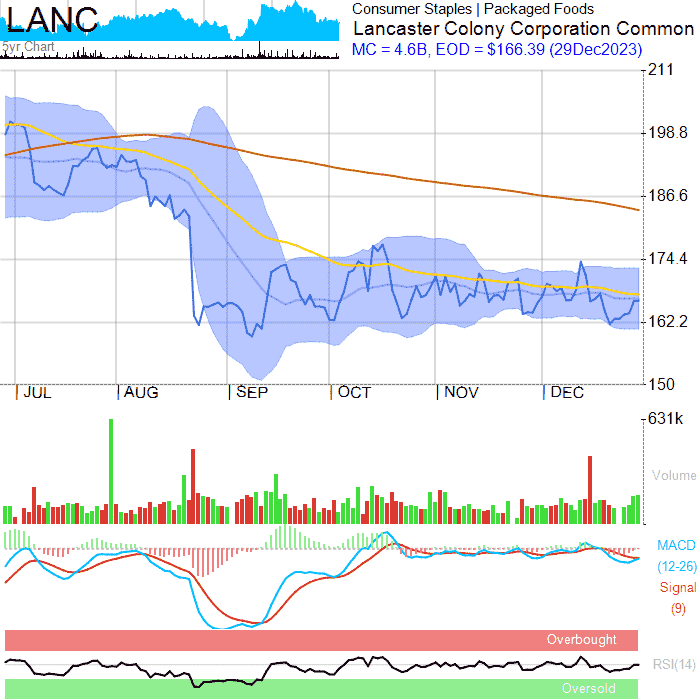 LANC
5yr Chart
Consumer Staples | Packaged Foods
Lancaster Colony Corporation Common
MC = 4.6B, EOD = $166.39 (29Dec2023)
211
198.8
186.6
174.4
162.2
150
JUL AUG SEP OCT NOV DEC
631k
Volume
MACD
(12-26)
Signal
(9)
Overbought
RSI(14)
Oversold